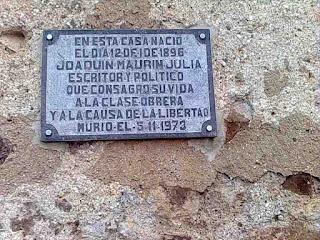 EN ESTA CASA NACIO
EL DIA 12 DE 1 DE 1896
JOAQUIN MAURIN JULIA
ESCRITOR Y POLITICO
QUE CONSAGRO SU VIDA
A LA CLASE OBRERA
Y A LA CAUSA DE LA LIBERTAD
MURIO-EL-5-11-1973